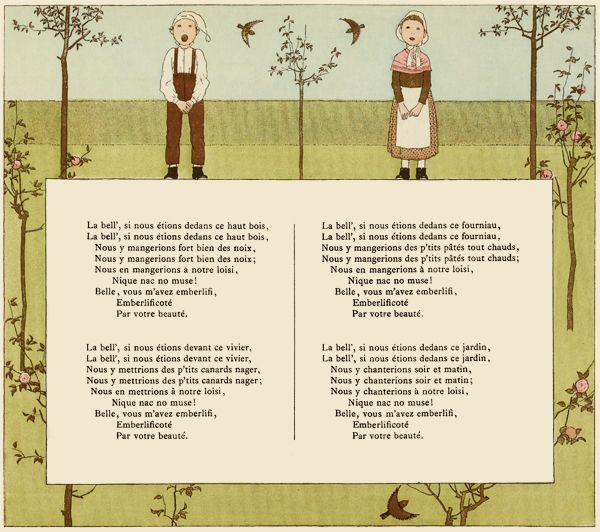 La bell', si nous étions dedans ce haut bois,
La bell', si nous étions dedans ce haut bois,
Nous y mangerions fort bien des noix,
Nous y mangerions fort bien des noix;
Nous en mangerions à notre loisi,
Nique nac no muse!
Belle, vous m'avez emberlifi,
Emberlificoté
Par votre beauté.
La bell', si nous étions devant ce vivier,
La bell', si nous étions devant ce vivier,
Nous y mettrions des p'tits canards nager,
Nous y mettrions des p'tits canards nager;
Nous en mettrions à notre loisi,
Nique nac no muse!
Belle, vous m'avez emberlifi,
Emberlificoté
Par votre beauté.
La bell', si nous étions dedans ce fourniau,
La bell', si nous étions dedans ce fourniau,
Nous y mangerions des p'tits pâtés tout chauds,
Nous y mangerions des p'tits pâtés tout chauds;
Nous en mangerions à notre loisi,
Nique nac no muse!
Belle, vous m'avez emberlifi,
Emberlificoté
Par votre beauté.
La bell', si nous étions dedans ce jardin,
La bell', si nous étions dedans ce jardin,
Nous y chanterions soir et matin,
Nous y chanterions soir et matin;
Nous y chanterions à notre loisi,
Nique nac no muse!
Belle, vous m'avez emberlifi,
Emberlificoté
Par votre beauté.